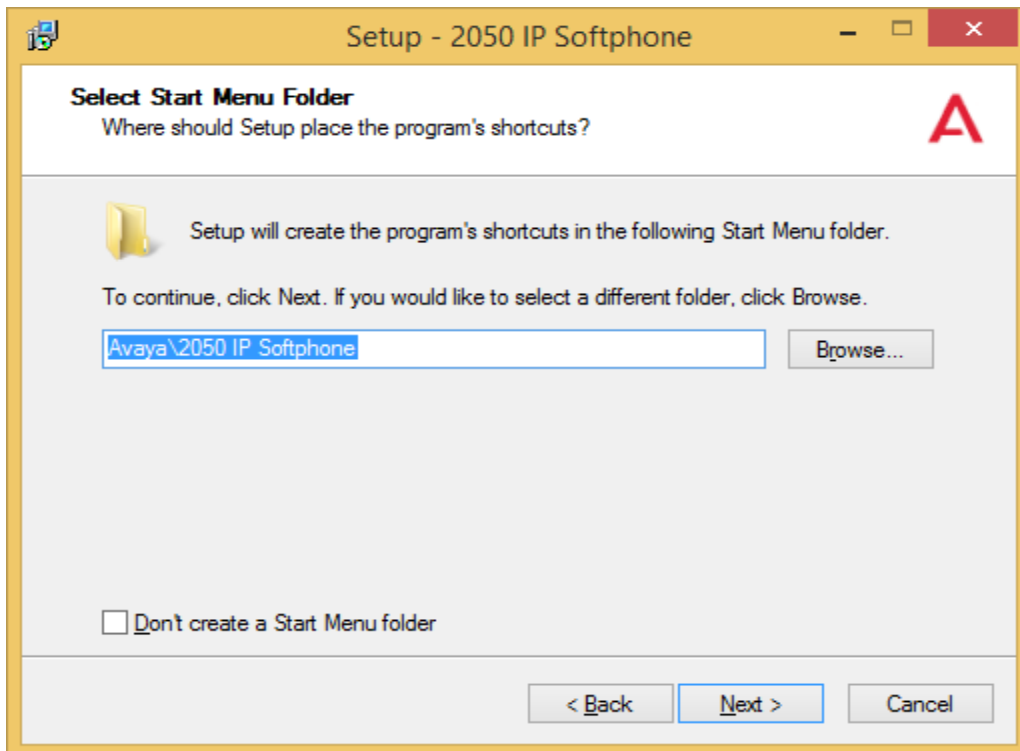 Setup - 2050 IP Softphone
Select Start Menu Folder
Where should Setup place the program's shortcuts?
Setup will create the program's shortcuts in the following Start Menu folder.
To continue, click Next. If you would like to select a different folder, click Browse.
Avaya\2050 IP Softphone
Browse...
Don't create a Start Menu folder
< Back
Next >
Cancel